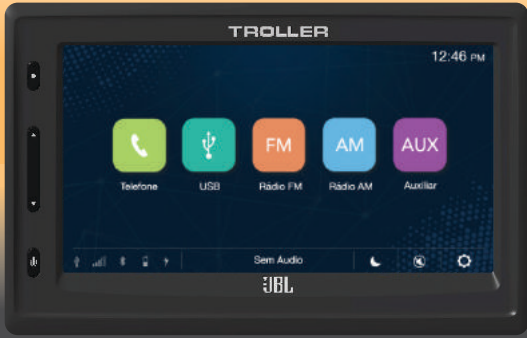 TROLLER
12:46 PM
FM AM AUX
Telefone USB Rádio FM Rádio AM Auxiliar
Sem Audio
JBL